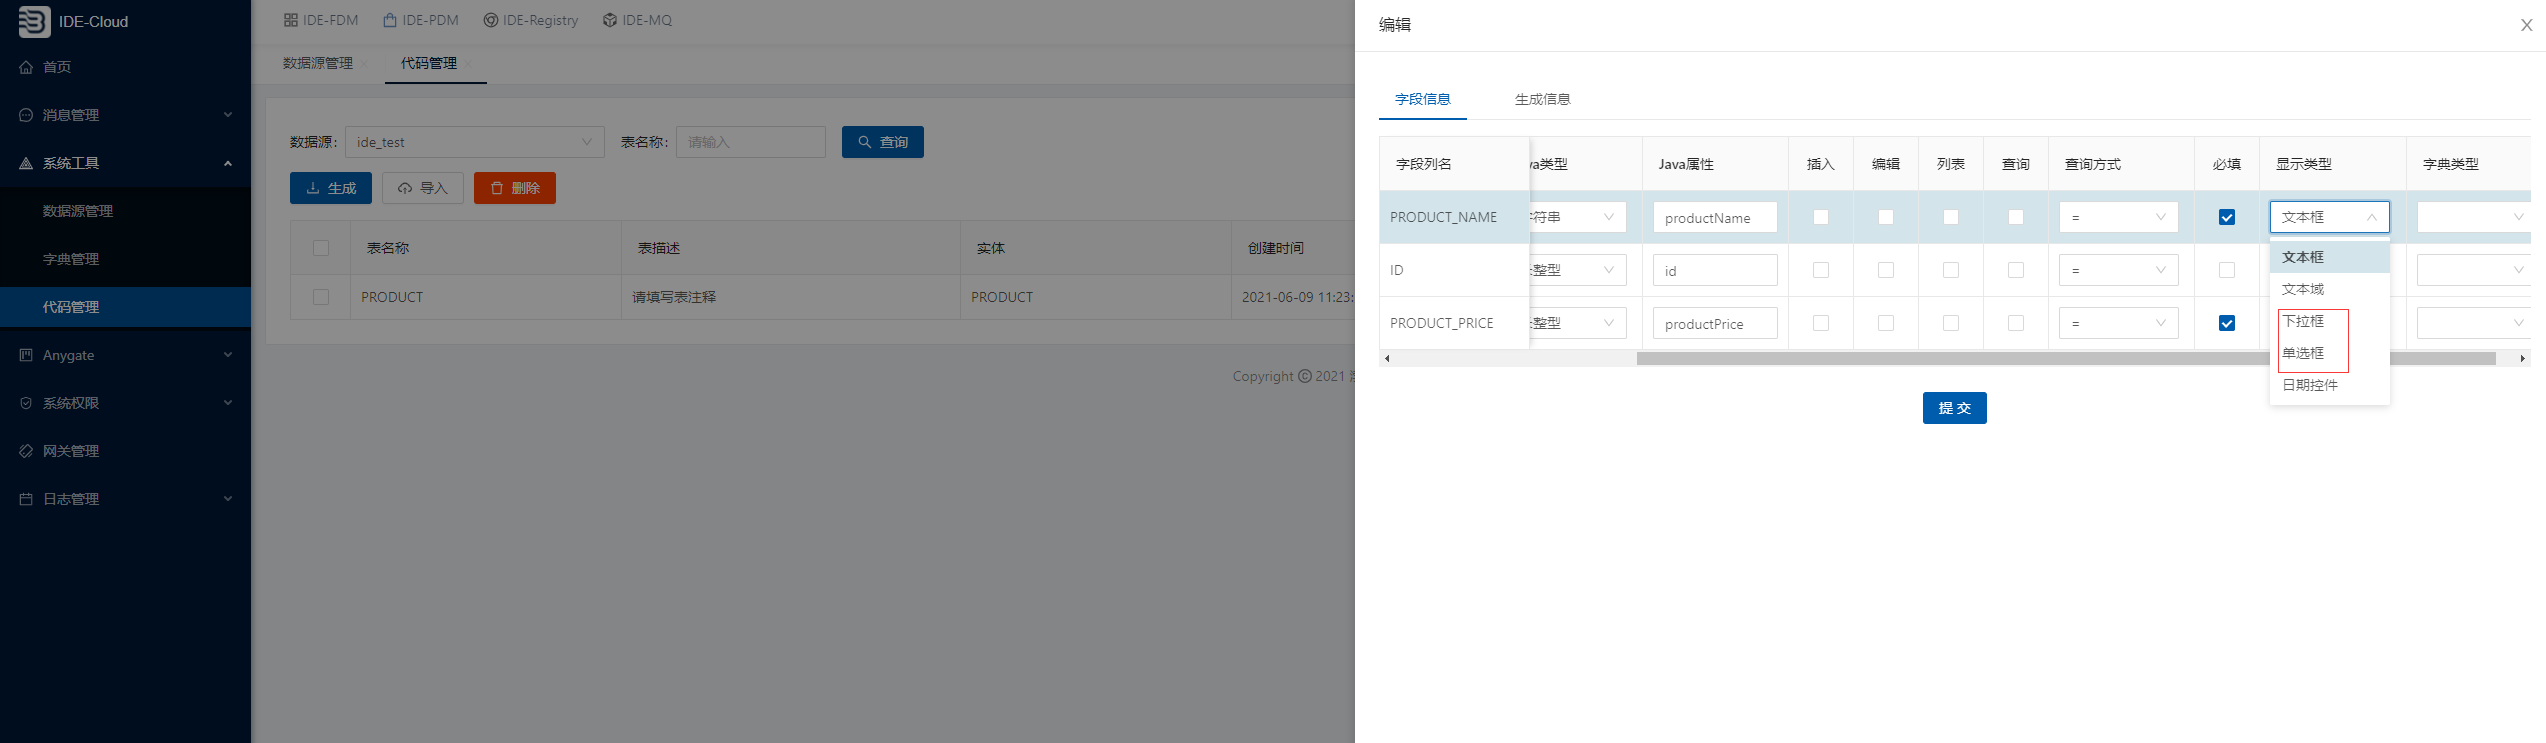 IDE-Cloud
首页
消息管理
系统工具
数据源管理
字典管理
代码管理
Anygate
系统权限
网关管理
日志管理
IDE-FDM IDE-PDM IDE-Registry IDE-MQ
数据源管理 代码管理
数据源: ide_test 表名称: 请输入 查询
生成 导入 删除
表名称 表描述 实体 创建时间
PRODUCT 请填写表注释 PRODUCT 2021-06-09 11:23:
Copyright © 2021
编辑
字段信息 生成信息
字段列名 va类型 Java属性 插入 编辑 列表 查询 查询方式 必填 显示类型 字典类型
PRODUCT_NAME 符串 productName = 文本框
ID 整型 id =
PRODUCT_PRICE 整型 productPrice =
文本框
文本域
下拉框
单选框
日期控件
提 交